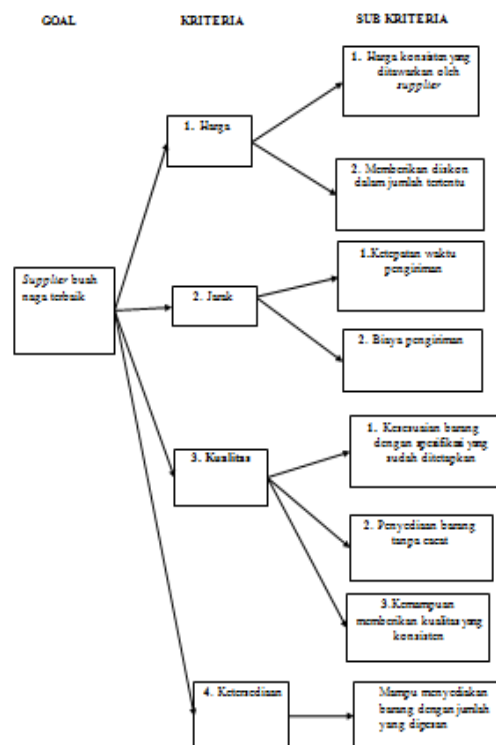 GOAL
KRITERIA
SUB KRITERIA
1. Harga konsisten yang
ditawarkan oleh
supplier
1. Harga
2. Memberikan diskon
dalam jumlah tertentu
Supplier buah
naga terbaik
1.Ketepatan waktu
pengiriman
2. Jarak
2. Biaya pengiriman
1. Kesesuaian barang
dengan spesifikasi yang
sudah ditetapkan
3. Kualitas
2. Penyediaan barang
tanpa cacat
3.Kemampuan
memberikan kualitas yang
konsisten
4. Ketersediaan
Mampu menyediakan
barang dengan jumlah
yang dipesan